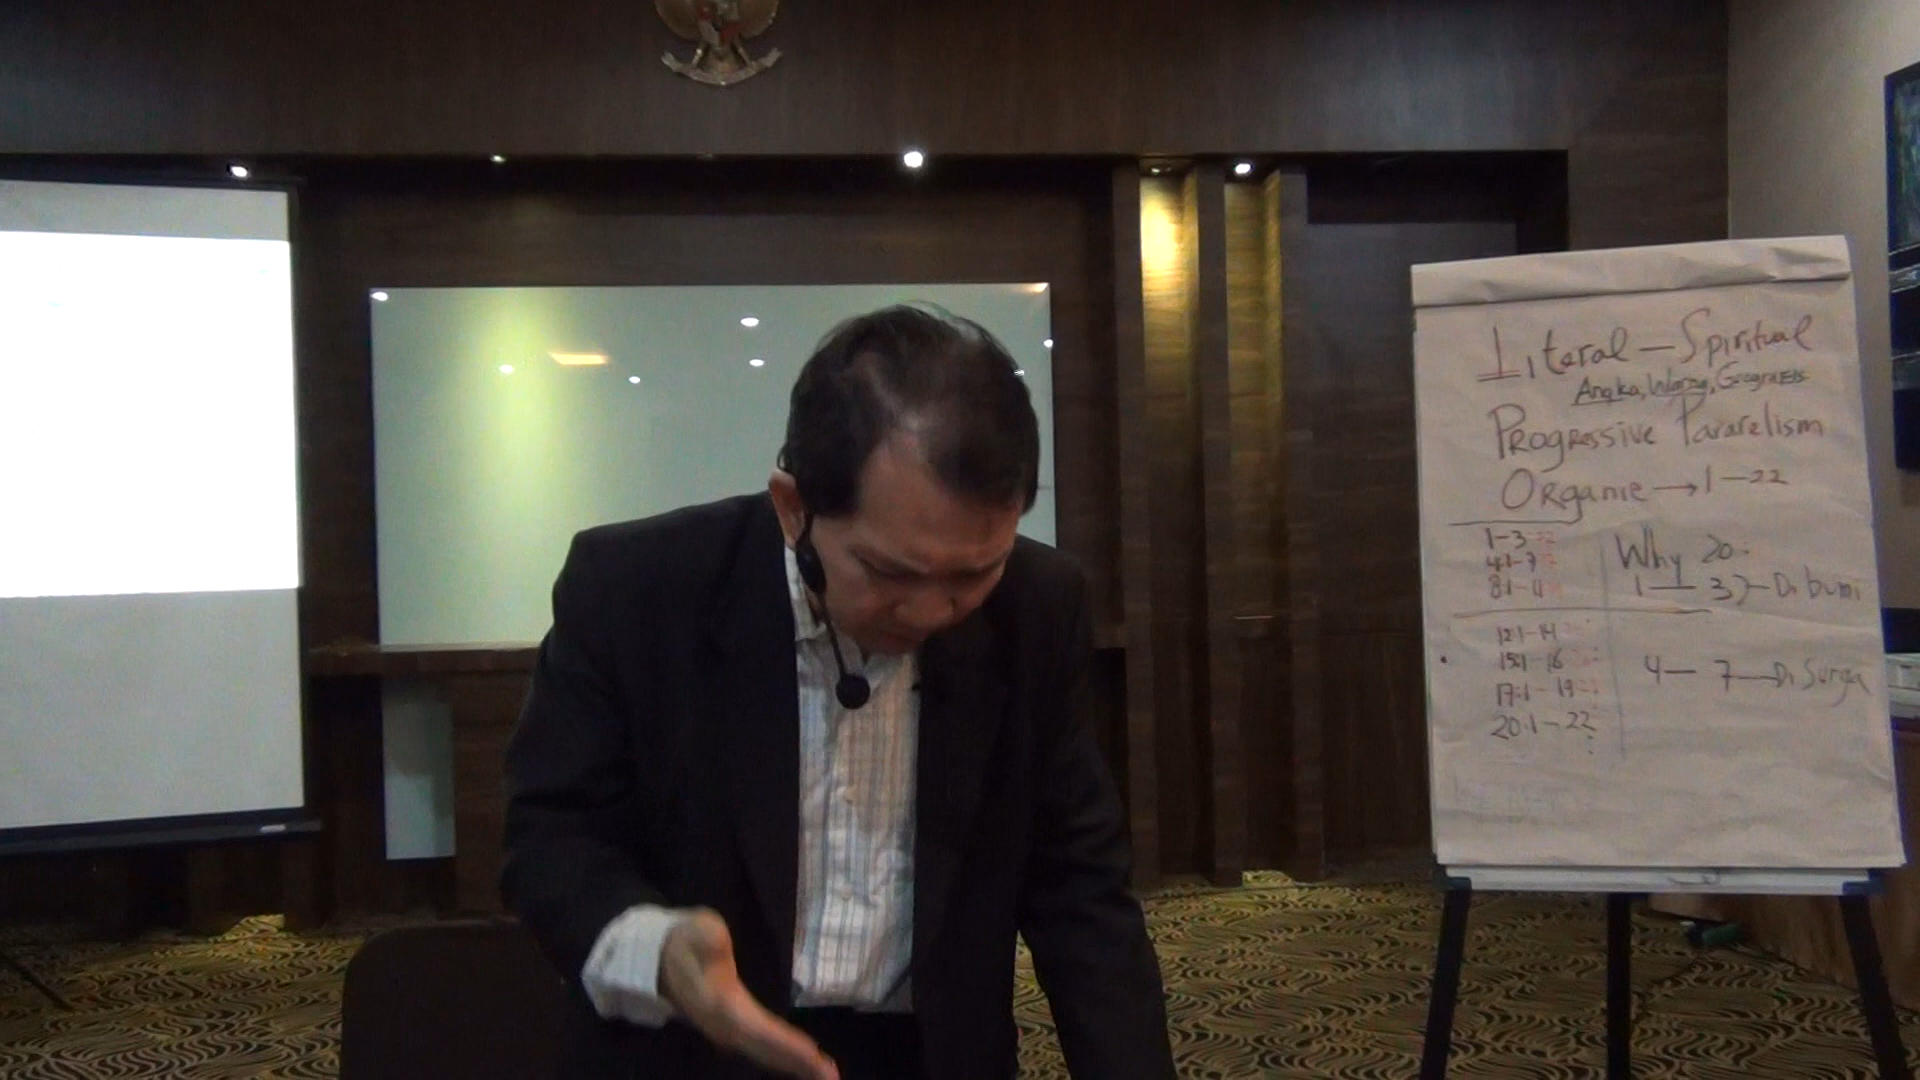 Literal – Spiritual
Angka, Warna, Geografis
Progressive Pararelism
Organie → 1 – 22
1 – 3
4:1 – 7
8:1 – 11
12:1 – 14
15:1 – 16
17:1 – 19
20:1 – 22
Why 20:
1 — 3) – Di bumi
4 — 7 — Di Surga